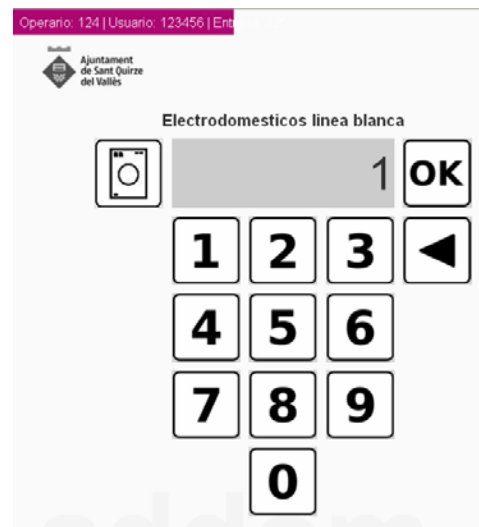 Operario: 124 | Usuario: 123456 |
Ajuntament
de Sant Quirze
del Vallès
Electrodomesticos linea blanca
1 OK
1 2 3
4 5 6
7 8 9
0